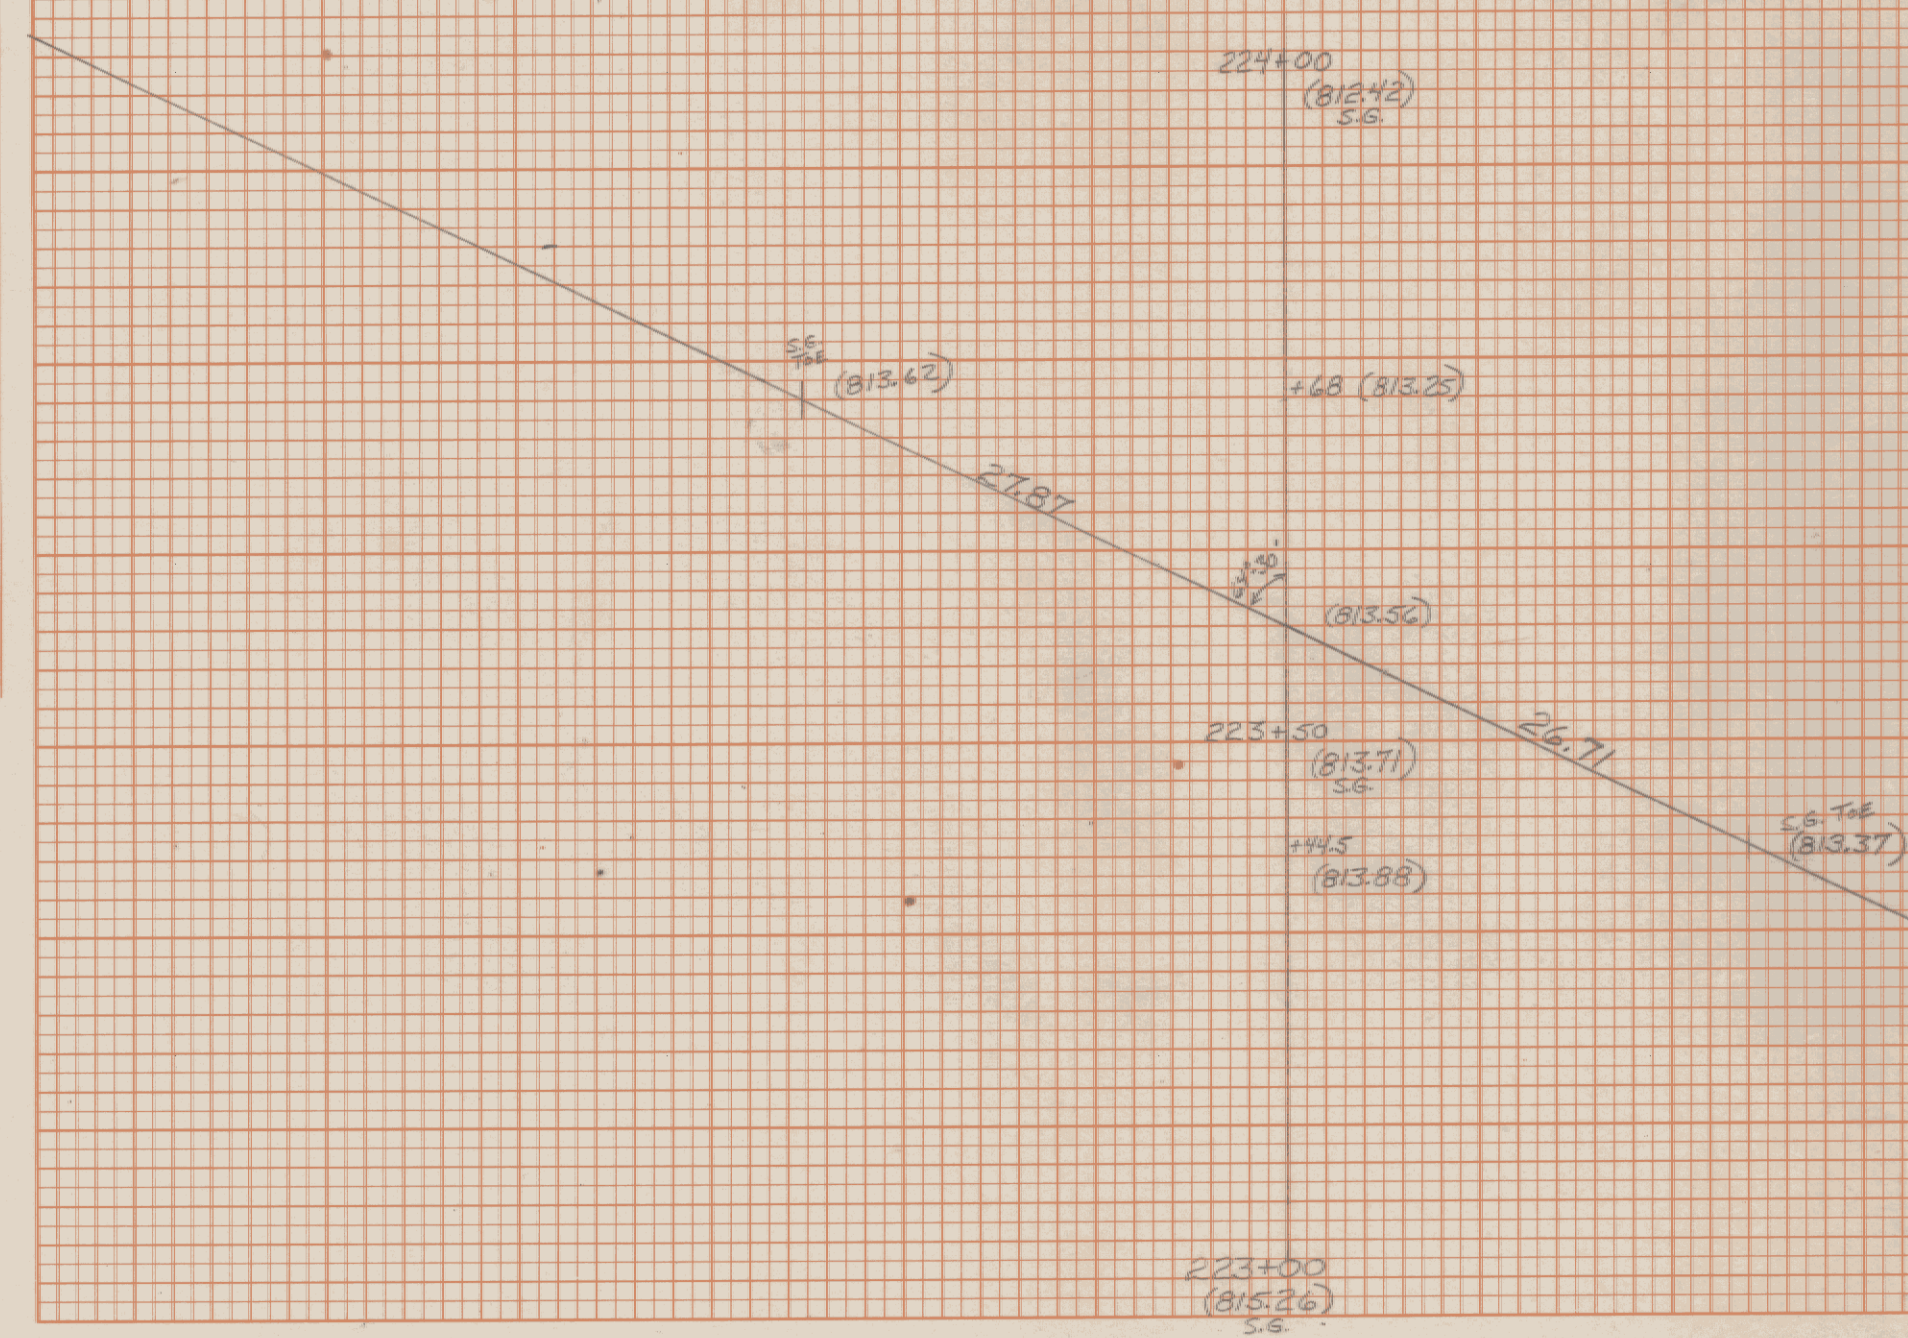 224+00
(812.42)
S.G.
S.G
TOE
(813.62)
+68 (813.25)
27.87
(813.56)
26.71
223+50
(813.71)
S.G.
S.G. TOE
(813.37)
+44.5
(813.88)
223+00
(815.26)
S.G.